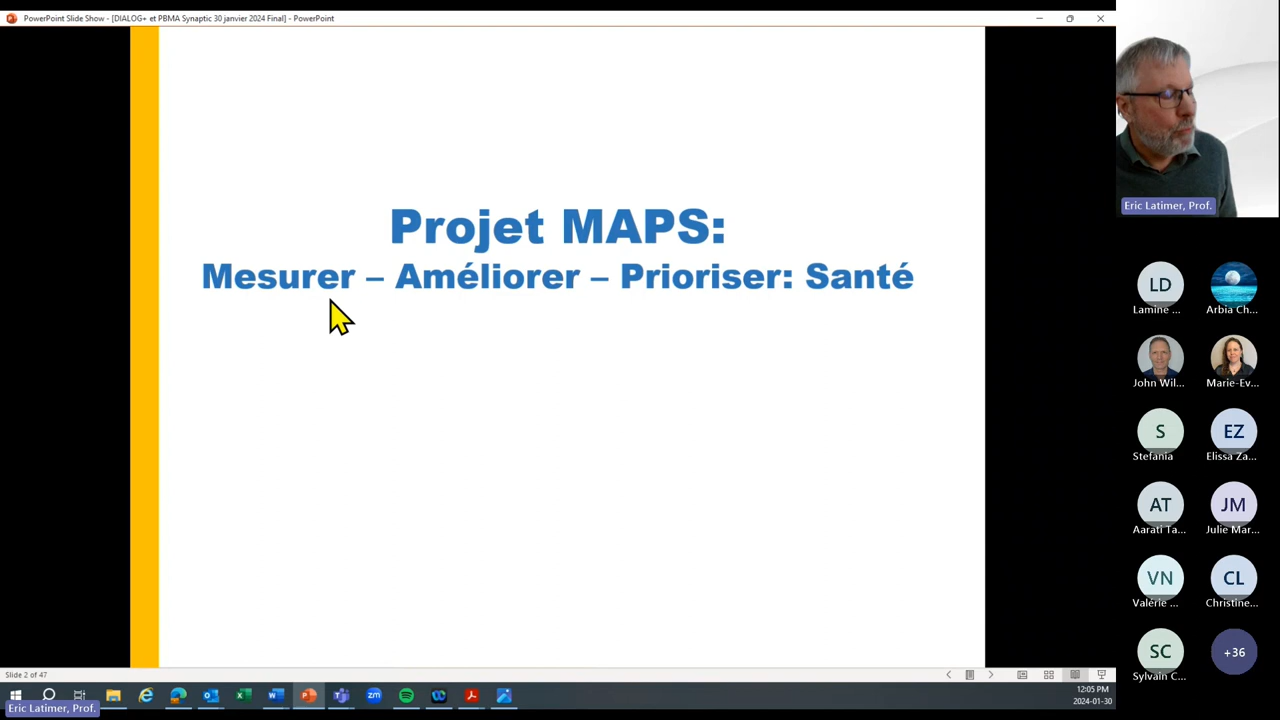 PowerPoint Slide Show - [DIALOG+ et PBMA Synaptic 30 janvier 2024 Final] - PowerPoint
Projet MAPS:
Mesurer – Améliorer – Prioriser: Santé
Eric Latimer, Prof.
LD
Lamine ...
Arbia Ch...
John Wil...
Marie-Ev...
S
Stefania
EZ
Elissa Za...
AT
Aarati Ta...
JM
Julie Mar...
VN
Valérie ...
CL
Christine...
SC
Sylvain C...
+36
Slide 2 of 47
12:05 PM
2024-01-30
Eric Latimer, Prof.